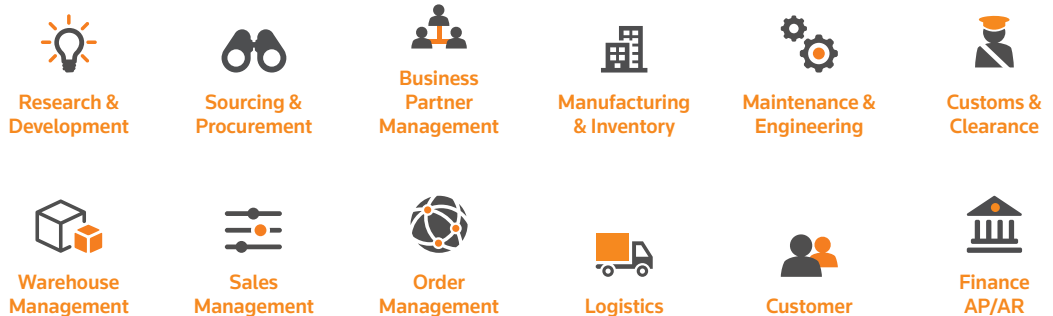 Research &
Development
Sourcing &
Procurement
Business
Partner
Management
Manufacturing
& Inventory
Maintenance &
Engineering
Customs &
Clearance
Warehouse
Management
Sales
Management
Order
Management
Logistics
Customer
Finance
AP/AR